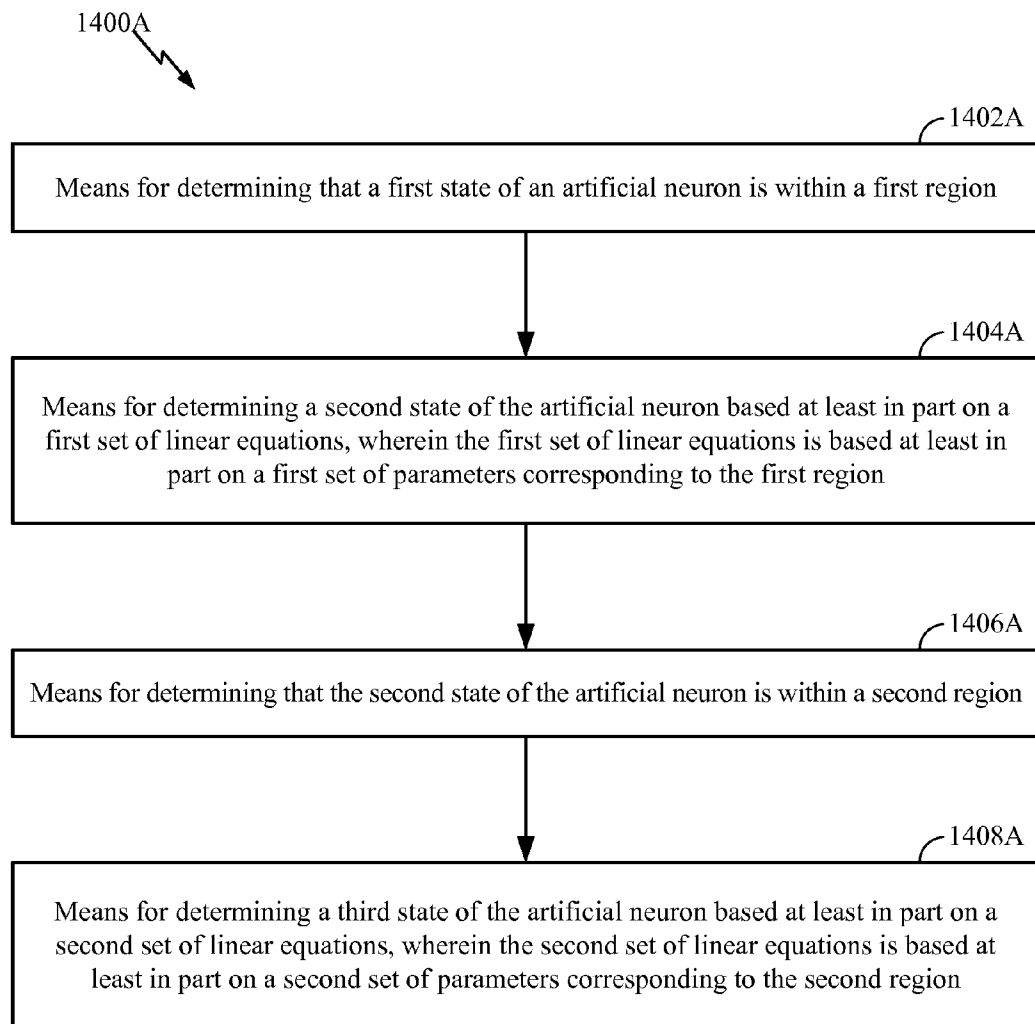 1400A
1402A
Means for determining that a first state of an artificial neuron is within a first region
1404A
Means for determining a second state of the artificial neuron based at least in part on a
first set of linear equations, wherein the first set of linear equations is based at least in
part on a first set of parameters corresponding to the first region
1406A
Means for determining that the second state of the artificial neuron is within a second region
1408A
Means for determining a third state of the artificial neuron based at least in part on a
second set of linear equations, wherein the second set of linear equations is based at
least in part on a second set of parameters corresponding to the second region